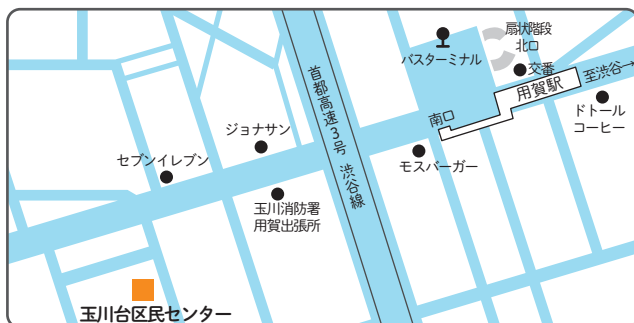 扇状階段
北口
バスターミナル
交番
至渋谷→
用賀駅
ドトール
コーヒー
南口
首都高速3号 渋谷線
ジョナサン
モスバーガー
セブンイレブン
玉川消防署
用賀出張所
玉川台区民センター